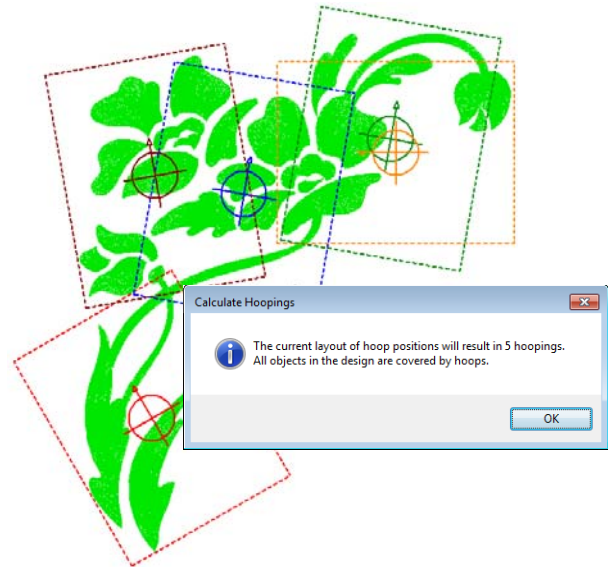 Calculate Hoopings
The current layout of hoop positions will result in 5 hoopings.
All objects in the design are covered by hoops.
OK